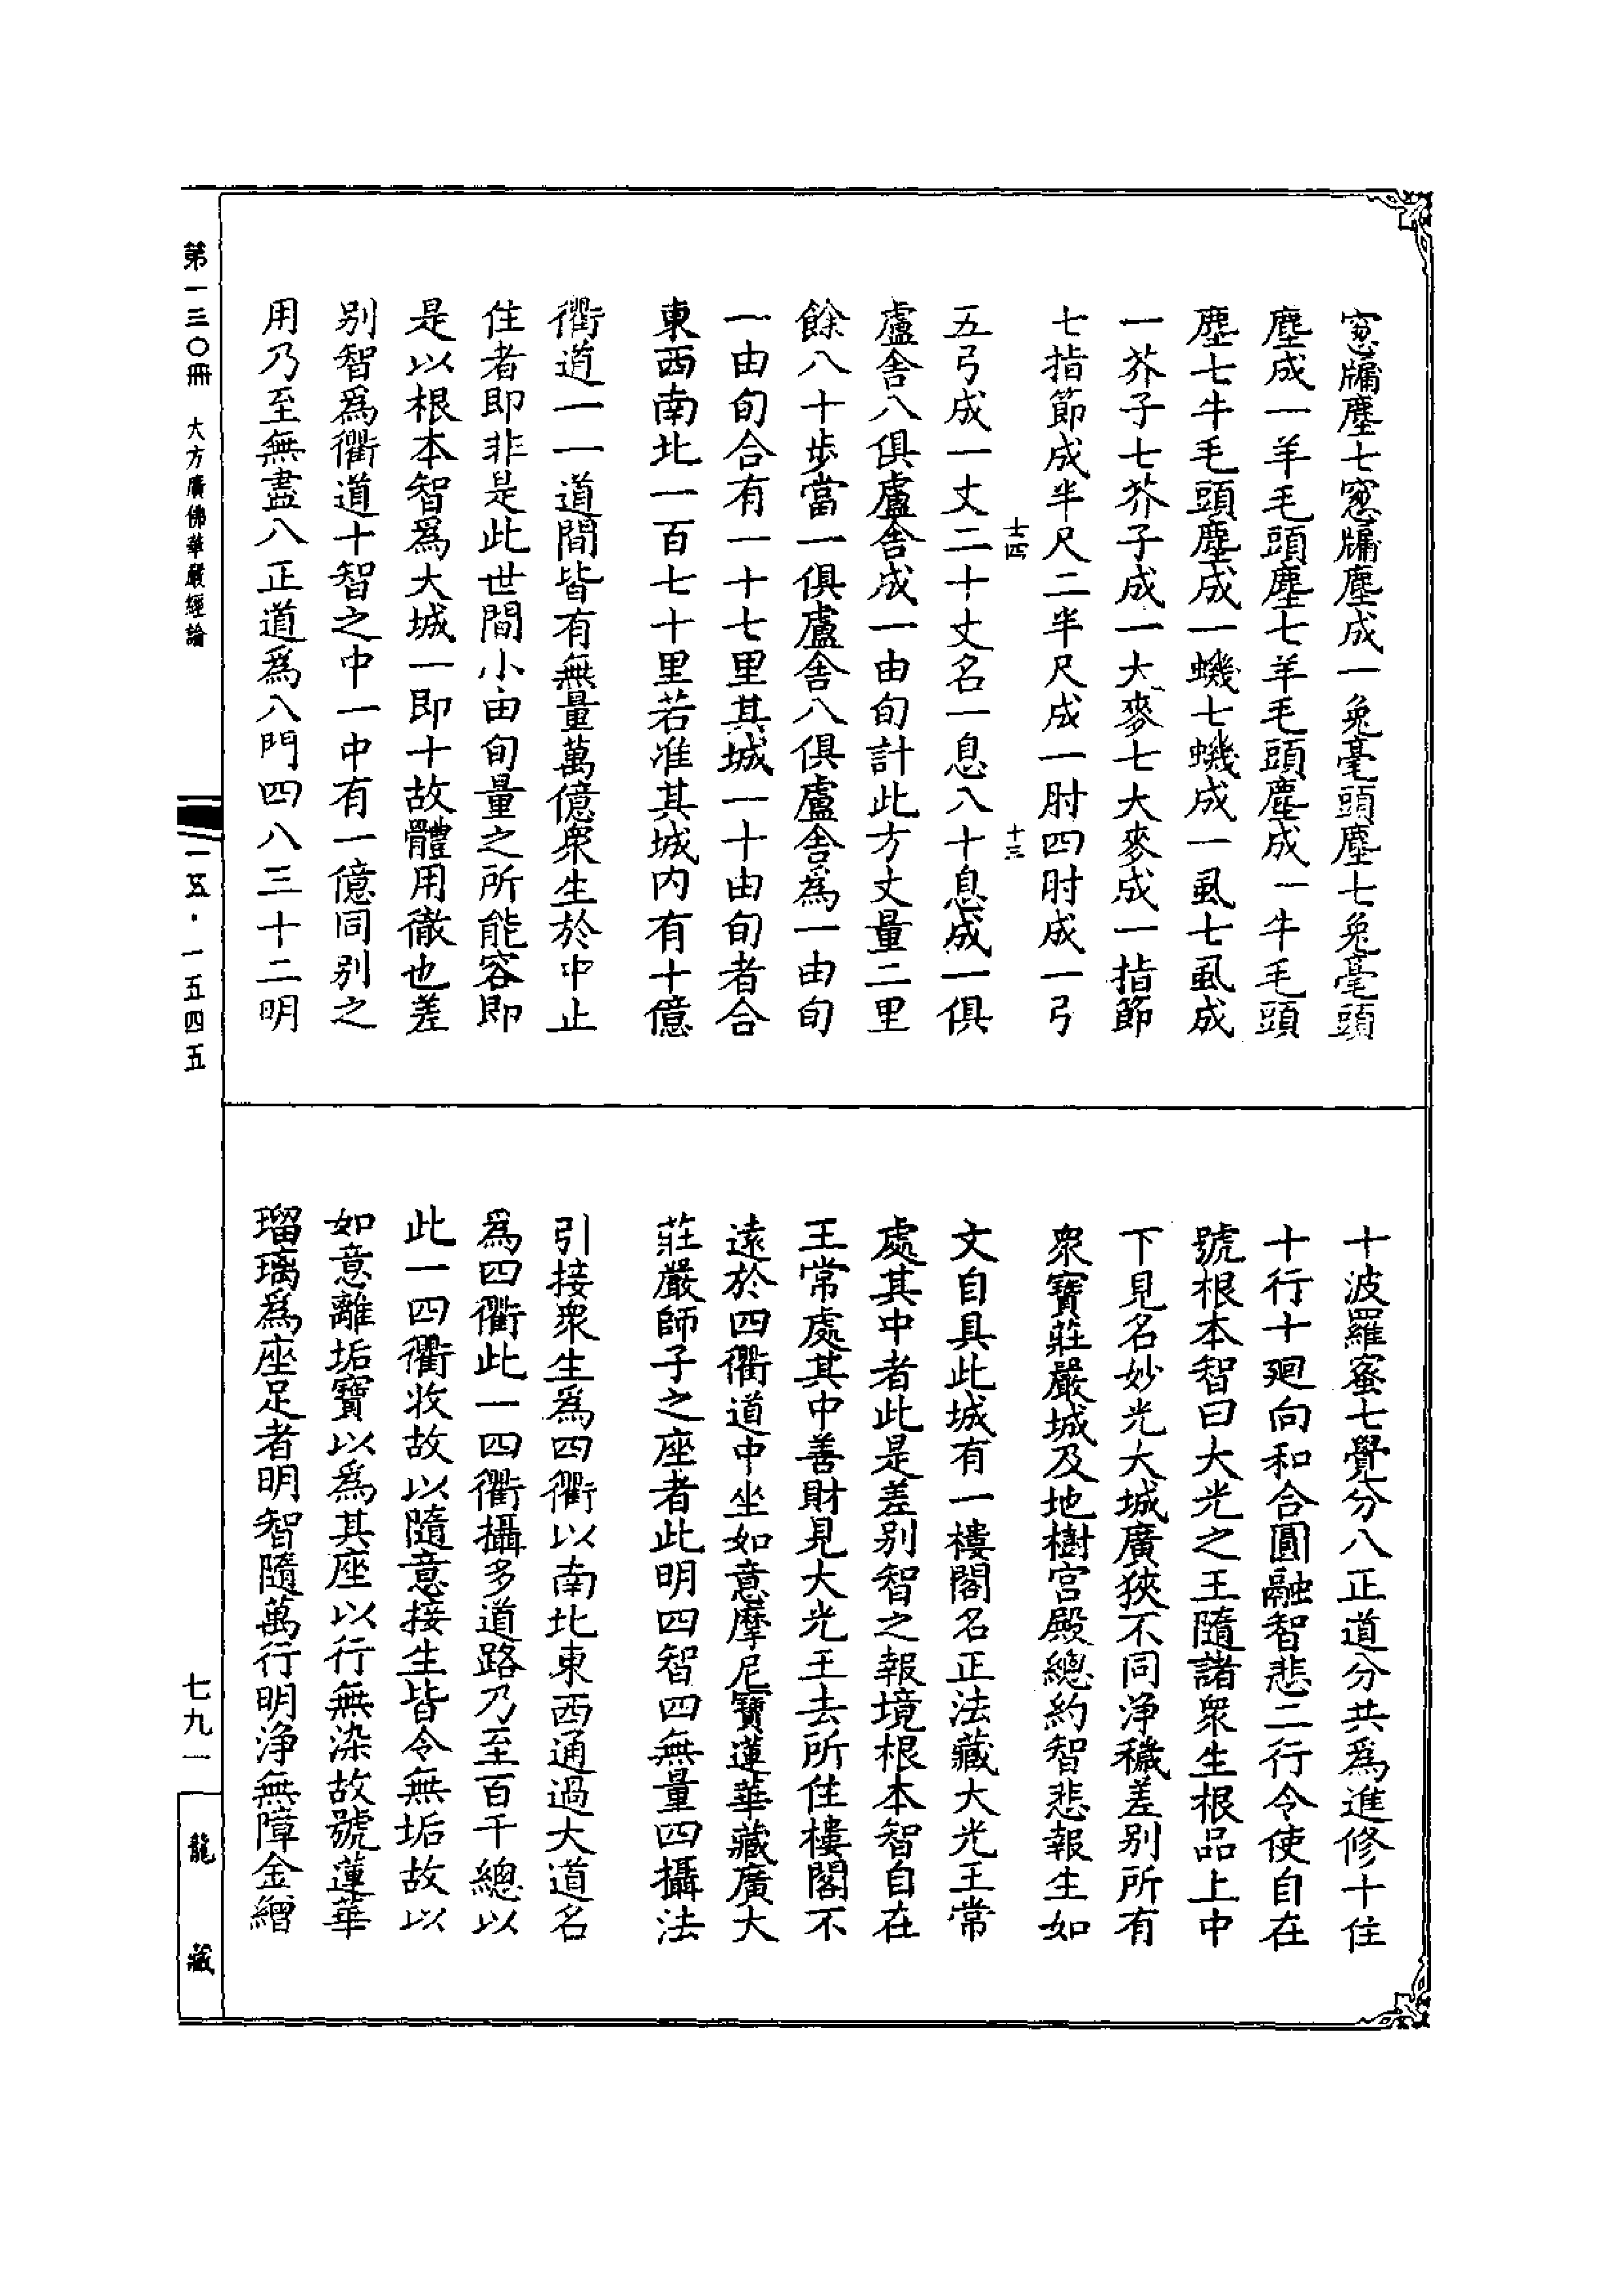 窓牖塵七窓牖塵成一兔毫頭塵七兔毫頭
塵成一羊毛頭塵七羊毛頭塵成一牛毛頭
塵七牛毛頭塵成一蟣七蟣成一虱七虱成
一芥子七芥子成一大麥七大麥成一指節
七指節成半尺二半尺成一肘四肘成一弓
十四
十三
五弓成一丈二十丈名一息八十息成一俱
盧舎八俱盧舎成一由旬計此方丈量二里
餘八十步當一俱盧舎八俱盧舎為一由旬
一由旬合有一十七里其城一十由旬者合
東西南北一百七十里若准其城内有十億
衢道一一道間皆有無量萬億衆生於中止
住者即非是此世間小由旬量之所能容即
是以根本智爲大城一即十故體用徹也差
别智爲衢道十智之中一中有一億同别之
用乃至無盡八正道爲八門四八三十二明
十波羅蜜七覺分八正道分共爲進修十住
十行十廻向和合圓融智悲二行令使自在
號根本智曰大光之王隨諸衆生根品上中
下見名妙光大城廣狹不同淨穢差别所有
衆寶莊嚴城及地樹宫殿總約智悲報生如
文自具此城有一樓閣名正法藏大光王常
處其中者此是差别智之報境根本智自在
王常處其中善財見大光王去所住樓閣不
遠於四衢道中坐如意摩尼寶蓮華藏廣大
莊嚴師子之座者此明四智四無量四攝法
引接衆生爲四衢以南北東西通過大道名
爲四衢此一四衢攝多道路乃至百千總以
此一四衢收故以隨意接生皆令無垢故以
如意離垢寶以爲其座以行無染故號蓮華
瑠璃爲座足者明智隨萬行明淨無障金繒
第一三〇冊 大方廣佛華嚴經論
一五·一五四五
七九一
龍藏